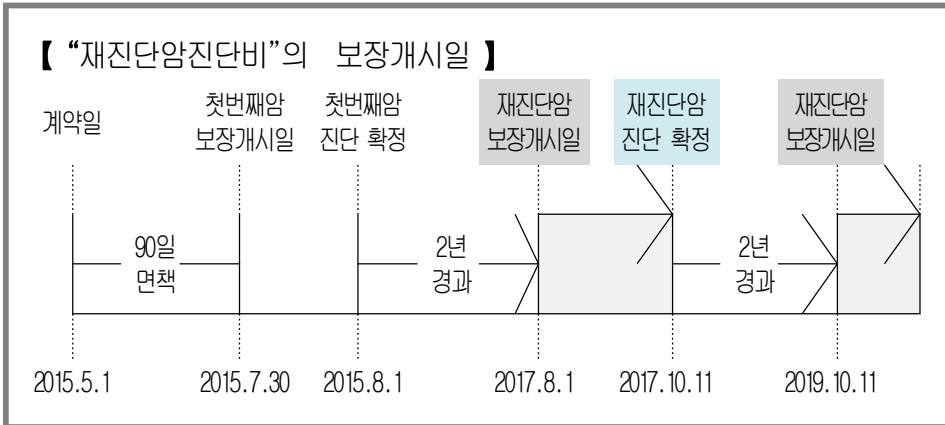 【 “재진단암진단비”의 보장개시일 】
계약일
첫번째암
보장개시일
첫번째암
진단 확정
재진단암
보장개시일
재진단암
진단 확정
재진단암
보장개시일
90일
면책
2년
경과
2년
경과
2015.5.1 2015.7.30 2015.8.1 2017.8.1 2017.10.11 2019.10.11